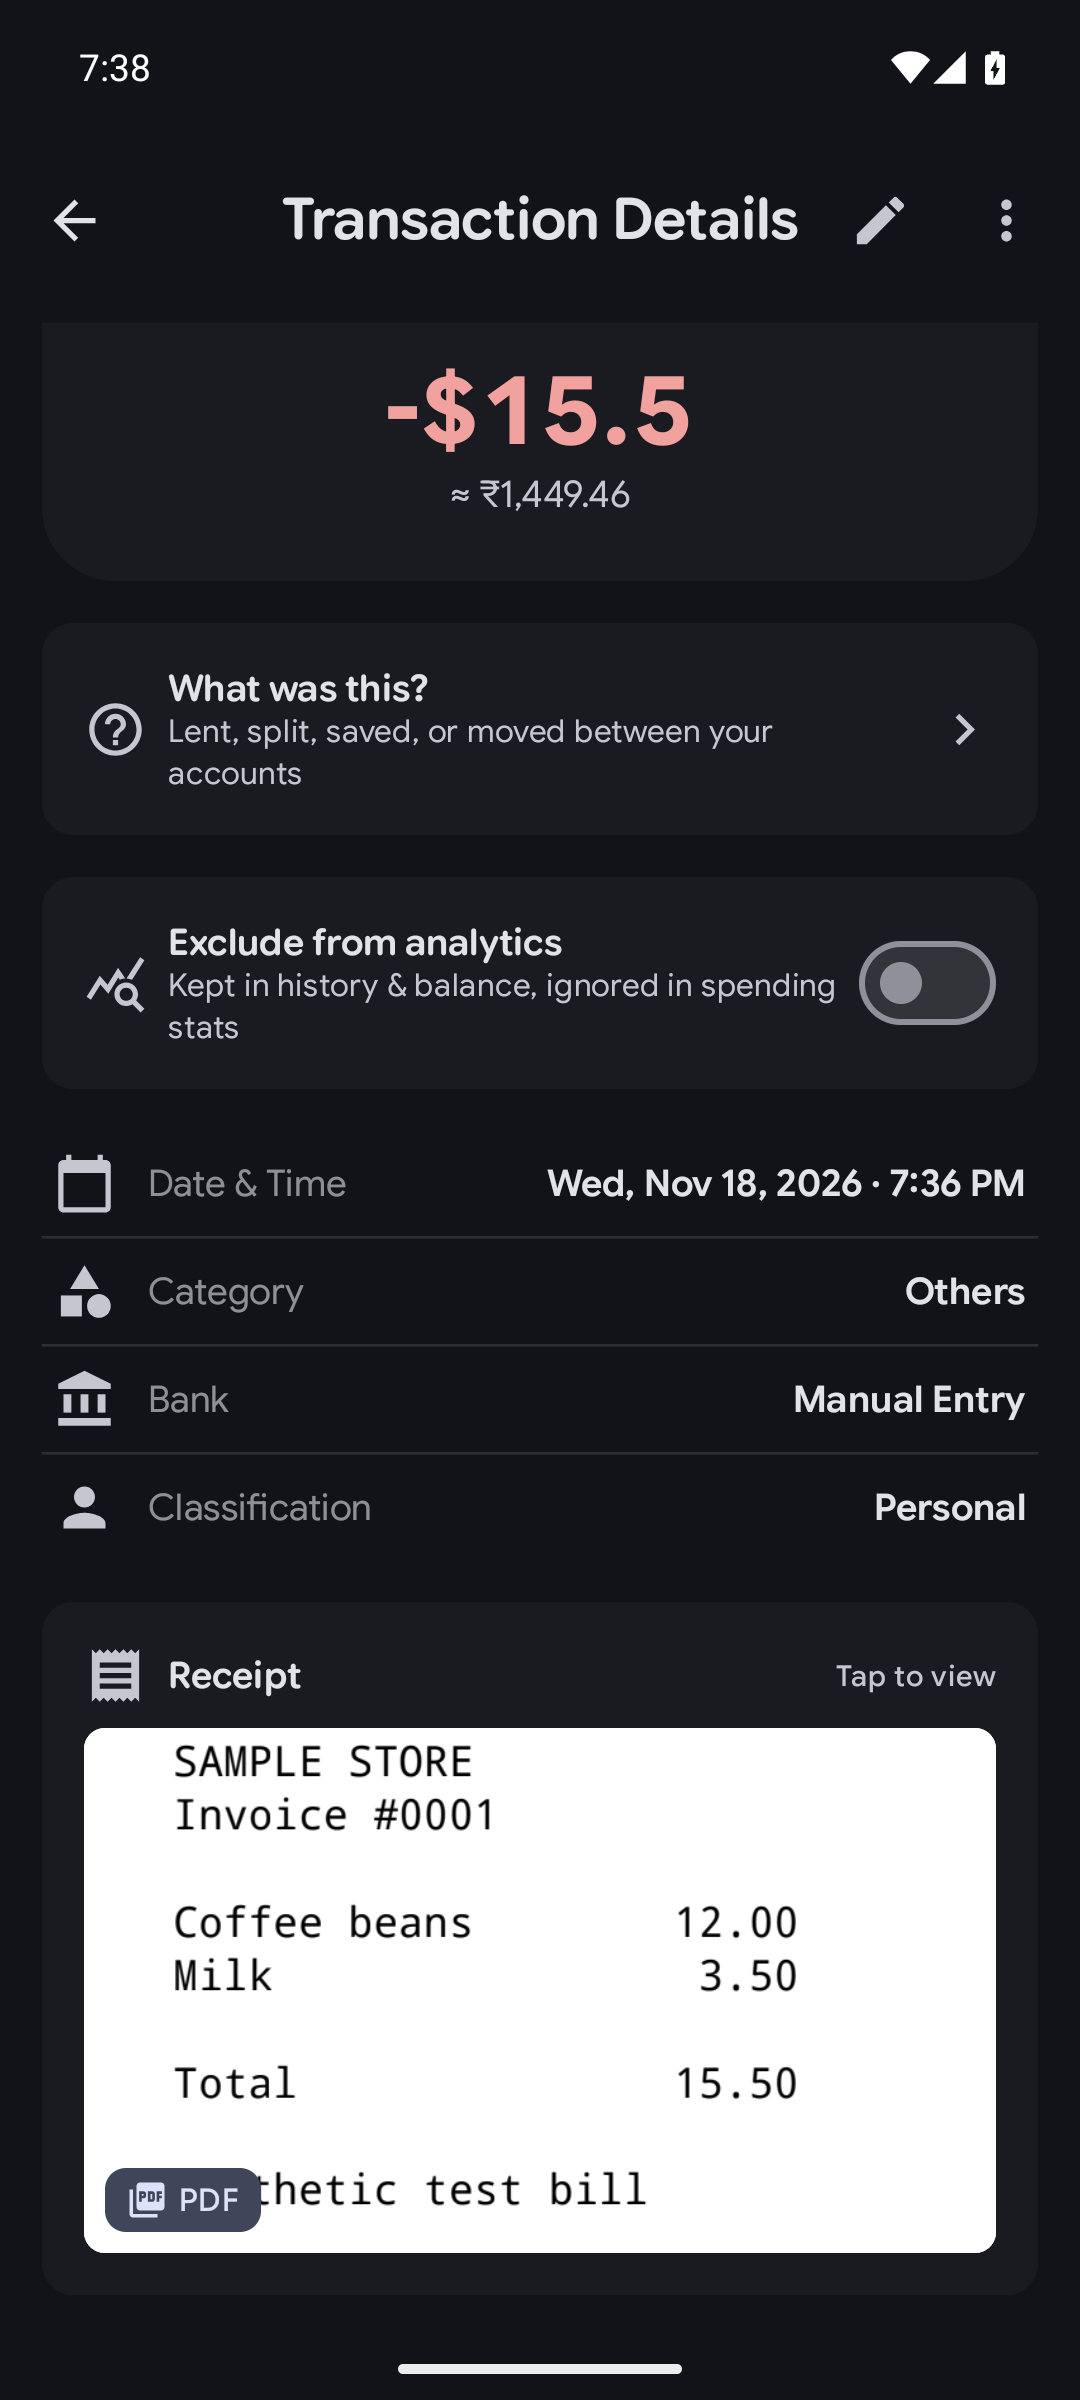 7:38
Transaction Details
-$15.5
≈ ₹1,449.46
What was this?
Lent, split, saved, or moved between your
accounts
Exclude from analytics
Kept in history & balance, ignored in spending
stats
Date & Time Wed, Nov 18, 2026 · 7:36 PM
Category Others
Bank Manual Entry
Classification Personal
Receipt Tap to view
SAMPLE STORE
Invoice #0001
Coffee beans 12.00
Milk 3.50
Total 15.50
PDF PDF thetic test bill